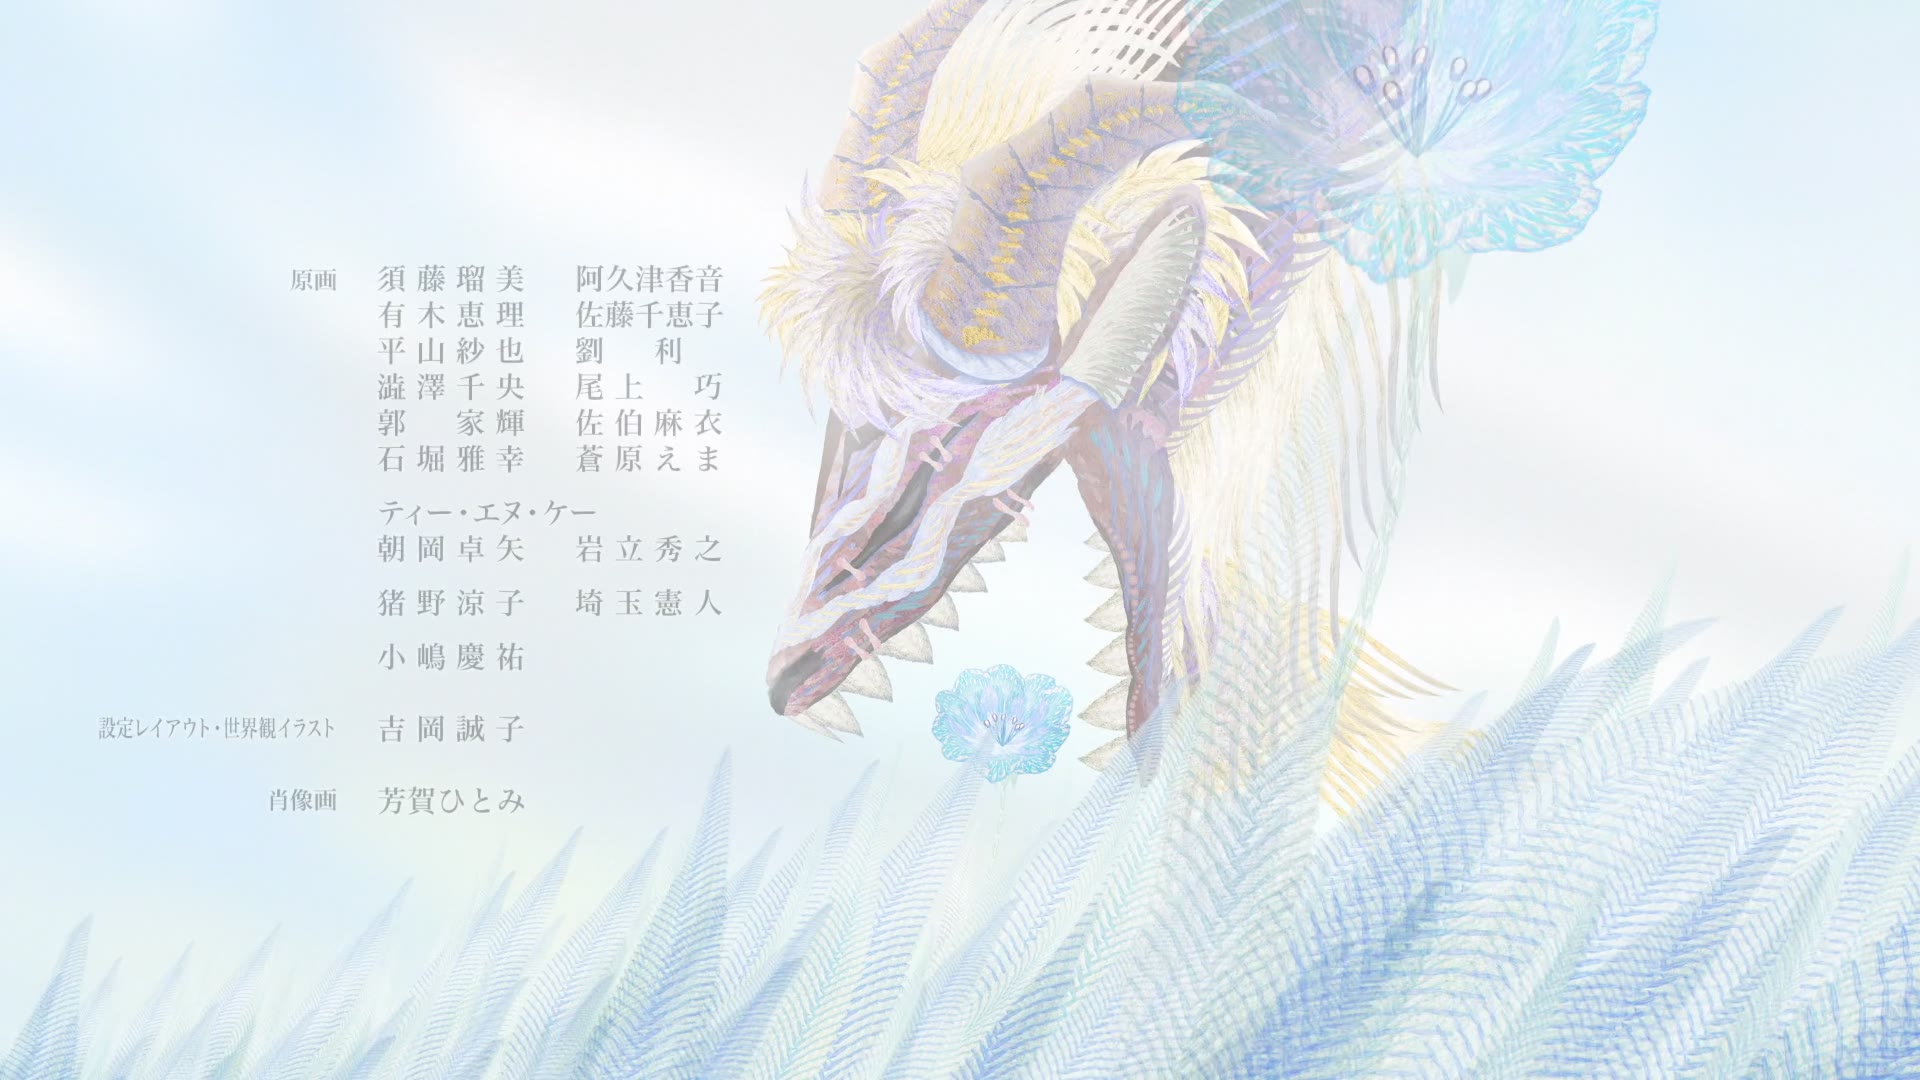 原画 須藤瑠美 阿久津香音
有木恵理 佐藤千恵子
平山紗也 劉利
澁澤千央 尾上巧
郭家輝 佐伯麻衣
石堀雅幸 蒼原えま
ティー・エヌ・ケー
朝岡卓矢 岩立秀之
猪野涼子 埼玉憲人
小嶋慶祐
設定レイアウト・世界観イラスト 吉岡誠子
肖像画 芳賀ひとみ